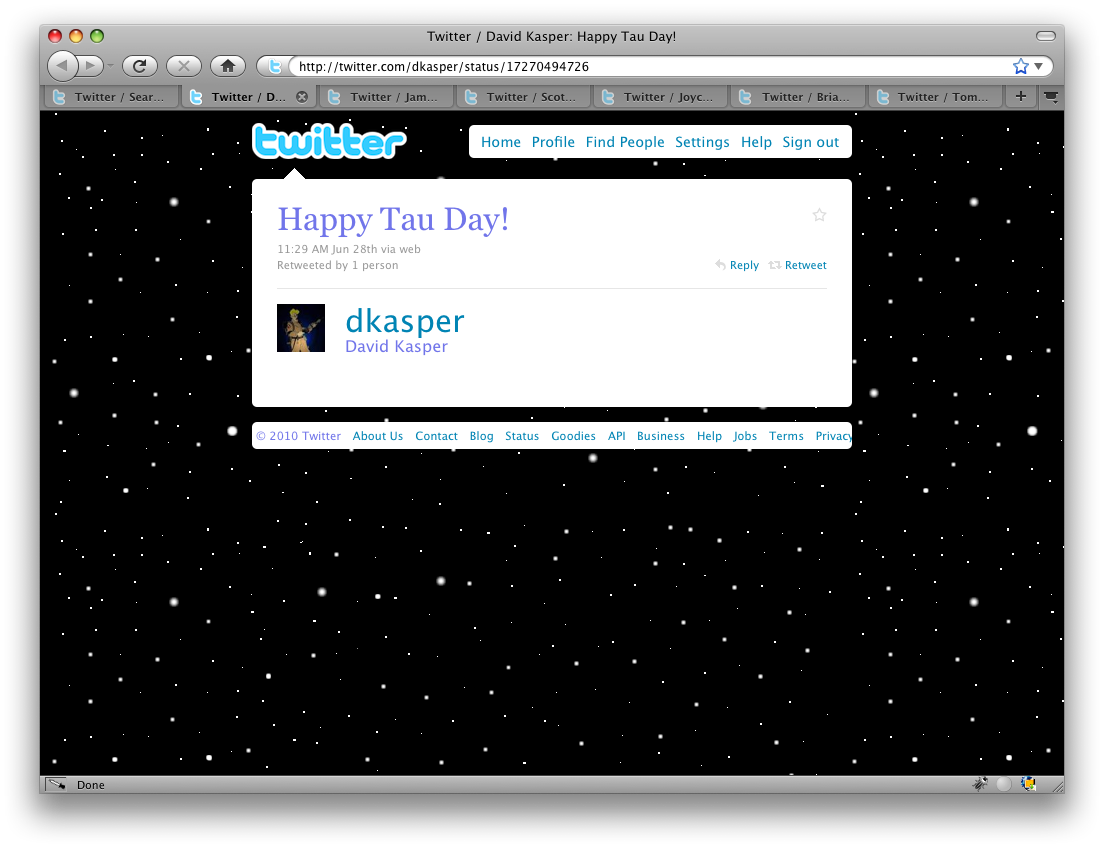 Twitter / David Kasper: Happy Tau Day!
http://twitter.com/dkasper/status/17270494726
Twitter / Sear... Twitter / D... Twitter / Jam... Twitter / Scot... Twitter / Joyc... Twitter / Bria... Twitter / Tom... +
twitter
Home Profile Find People Settings Help Sign out
Happy Tau Day!
11:29 AM Jun 28th via web
Retweeted by 1 person
Reply Retweet
dkasper
David Kasper
© 2010 Twitter About Us Contact Blog Status Goodies API Business Help Jobs Terms Privacy
Done